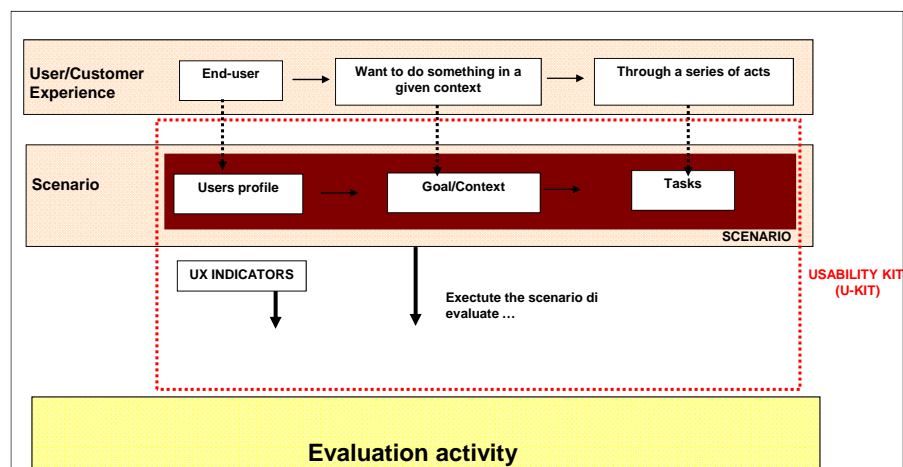 User/Customer
Experience
End-user
Want to do something in a
given context
Through a series of acts
Scenario
Users profile
Goal/Context
Tasks
SCENARIO
UX INDICATORS
Exectute the scenario di
evaluate ...
USABILITY KIT
(U-KIT)
Evaluation activity